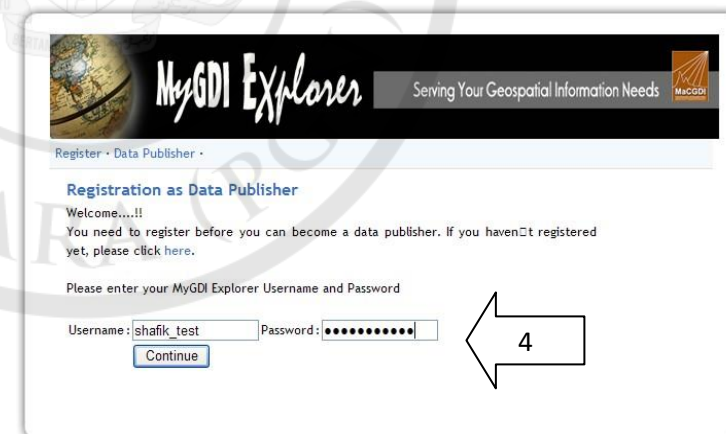 MyGDI Explorer
Serving Your Geospatial Information Needs
MaCGDI
Register · Data Publisher ·
Registration as Data Publisher
Welcome....!!
You need to register before you can become a data publisher. If you haven□t registered
yet, please click here.
Please enter your MyGDI Explorer Username and Password
Username : shafik_test Password : ●●●●●●●●●●●
Continue
4